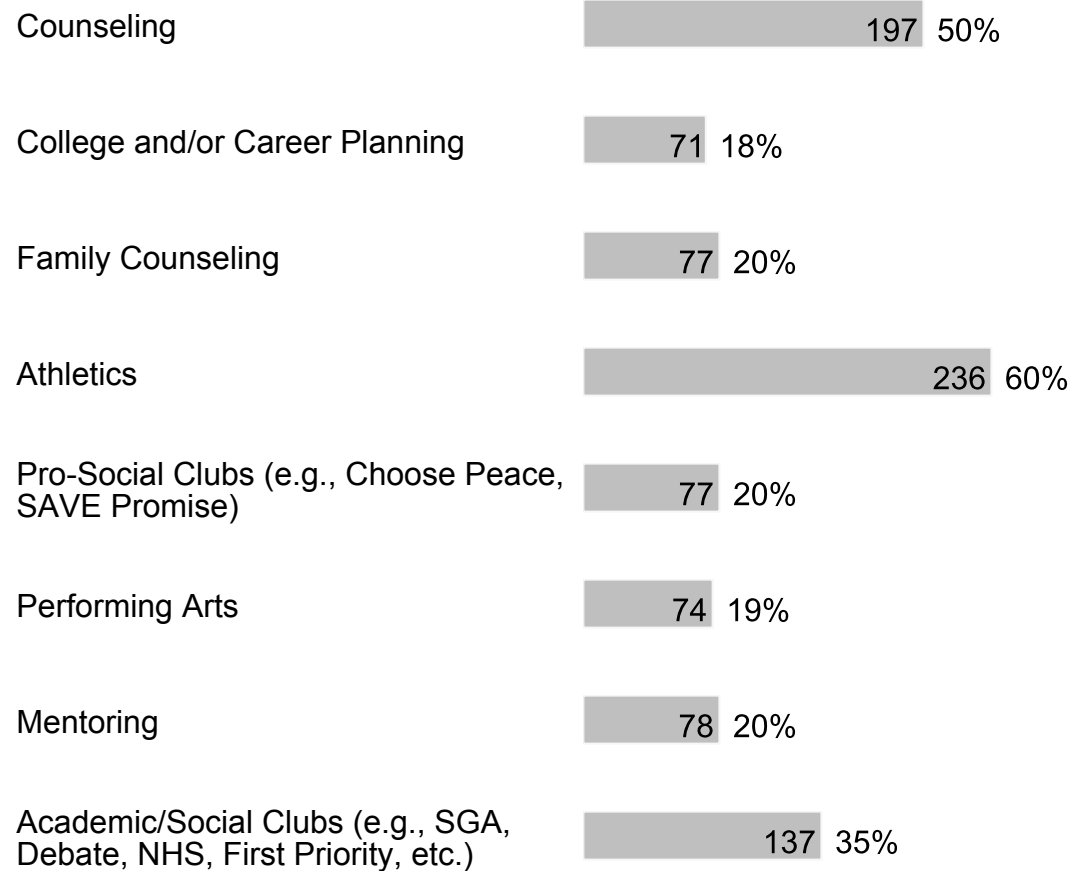 Counseling
197 50%
College and/or Career Planning
71 18%
Family Counseling
77 20%
Athletics
236 60%
Pro-Social Clubs (e.g., Choose Peace,
SAVE Promise)
77 20%
Performing Arts
74 19%
Mentoring
78 20%
Academic/Social Clubs (e.g., SGA,
Debate, NHS, First Priority, etc.)
137 35%